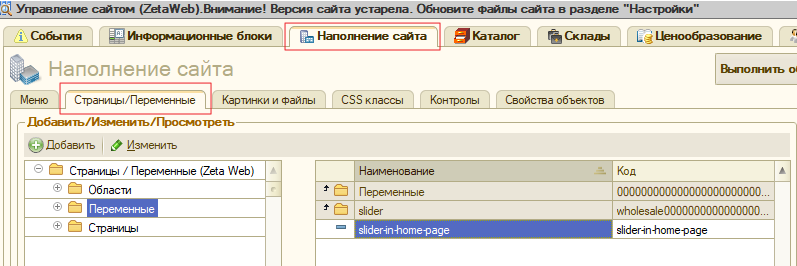 Управление сайтом (ZetaWeb).Внимание! Версия сайта устарела. Обновите файлы сайта в разделе "Настройки"
События Информационные блоки Наполнение сайта Каталог Склады Ценообразование
Наполнение сайта Выполнить об
Меню Страницы/Переменные Картинки и файлы CSS классы Контролы Свойства объектов
Добавить/Изменить/Просмотреть
Добавить Изменить
Страницы / Переменные (Zeta Web) Наименование Код
Области Переменные
Переменные slider
Страницы slider-in-home-page slider-in-home-page